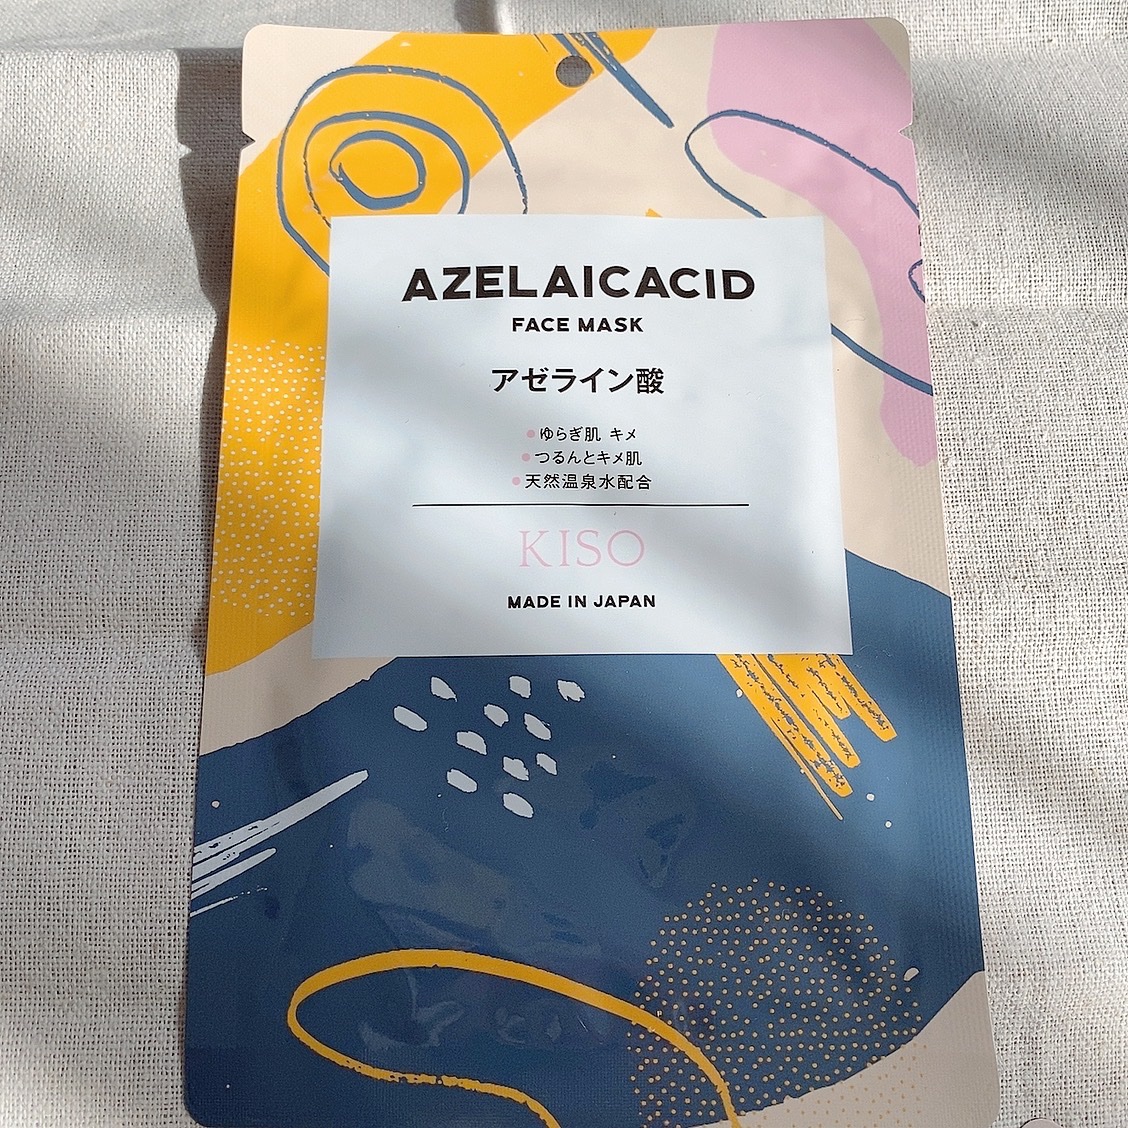 AZELAICACID
FACE MASK
アゼライン酸
●ゆらぎ肌 キメ
●つるんとキメ肌
●天然温泉水配合
KISO
MADE IN JAPAN